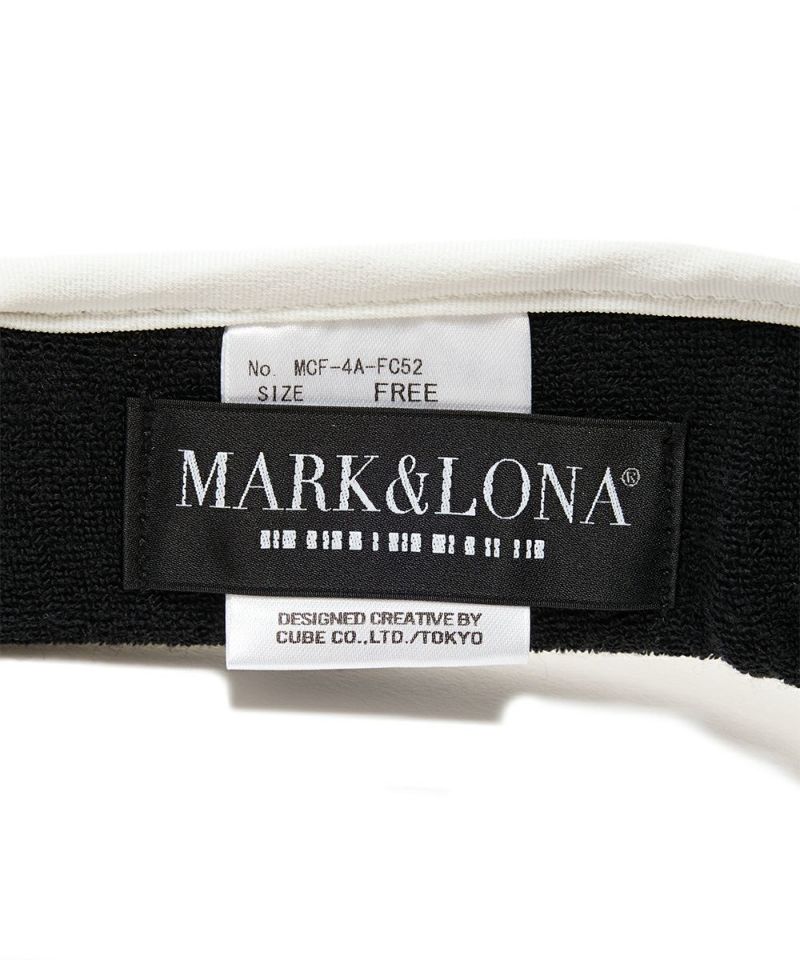 No. MCF-4A-FC52
SIZE FREE
MARK&LONA®
DESIGNED CREATIVE BY
CUBE CO.,LTD./TOKYO